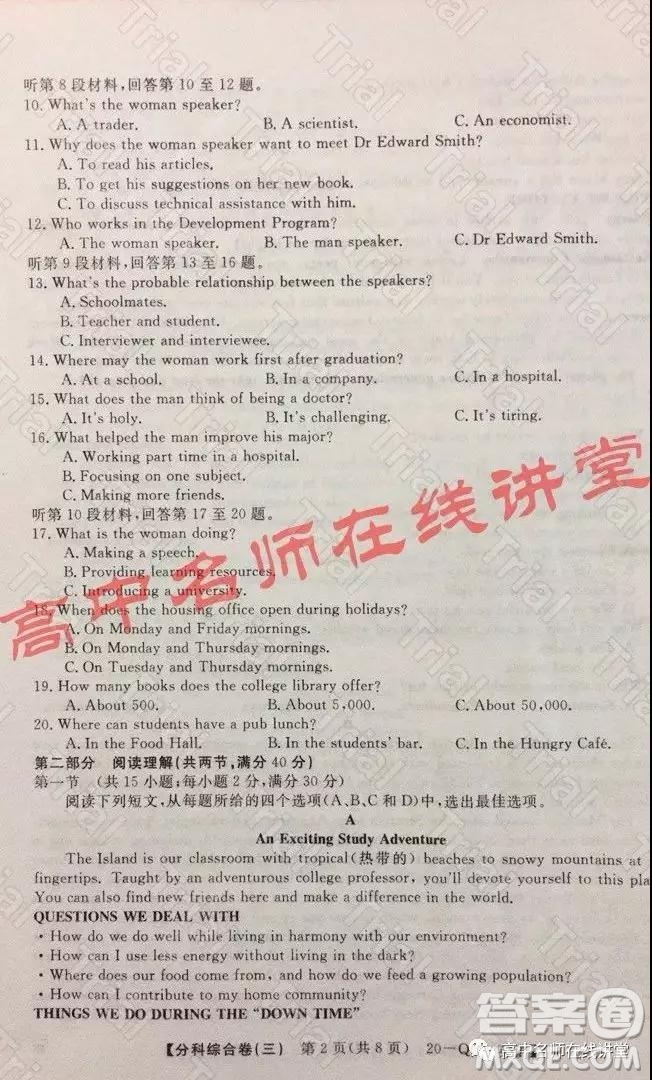 听第8段材料,回答第10至12题。
10. What's the woman speaker?
A. A trader. B. A scientist. C. An economist.
11. Why does the woman speaker want to meet Dr Edward Smith?
A. To read his articles.
B. To get his suggestions on her new book.
C. To discuss technical assistance with him.
12. Who works in the Development Program?
A. The woman speaker. B. The man speaker. C. Dr Edward Smith.
听第9段材料,回答第13至16题。
13. What's the probable relationship between the speakers?
A. Schoolmates.
B. Teacher and student.
C. Interviewer and interviewee.
14. Where may the woman work first after graduation?
A. At a school. B. In a company. C. In a hospital.
15. What does the man think of being a doctor?
A. It's holy. B. It's challenging. C. It's tiring.
16. What helped the man improve his major?
A. Working part time in a hospital.
B. Focusing on one subject.
C. Making more friends.
听第10段材料,回答第17至20题。
17. What is the woman doing?
A. Making a speech.
B. Providing learning resources.
C. Introducing a university.
18. When does the housing office open during holidays?
A. On Monday and Friday mornings.
B. On Monday and Thursday mornings.
C. On Tuesday and Thursday mornings.
19. How many books does the college library offer?
A. About 500. B. About 5,000. C. About 50,000.
20. Where can students have a pub lunch?
A. In the Food Hall. B. In the students' bar. C. In the Hungry Café.
第二部分 阅读理解(共两节,满分40分)
第一节 (共15小题;每小题2分,满分30分)
阅读下列短文,从每题所给的四个选项(A、B、C和D)中,选出最佳选项。
A
An Exciting Study Adventure
The Island is our classroom with tropical(热带的) beaches to snowy mountains at
fingertips. Taught by an adventurous college professor, you'll devote yourself to this pla
You can also find new friends here and make a difference in the world.
QUESTIONS WE DEAL WITH
· How do we do well while living in harmony with our environment?
· How can I use less energy without living in the dark?
· Where does our food come from, and how do we feed a growing population?
· How can I contribute to my home community?
THINGS WE DO DURING THE "DOWN TIME"
【分科综合卷(三) 第2页(共8页) 20—Q
高中名师在线讲堂
高中名师在线讲堂
答案圈
MXQE.COM
Trial
Trial
Trial
Trial
Trial
Trial
Trial
Trial
Trial